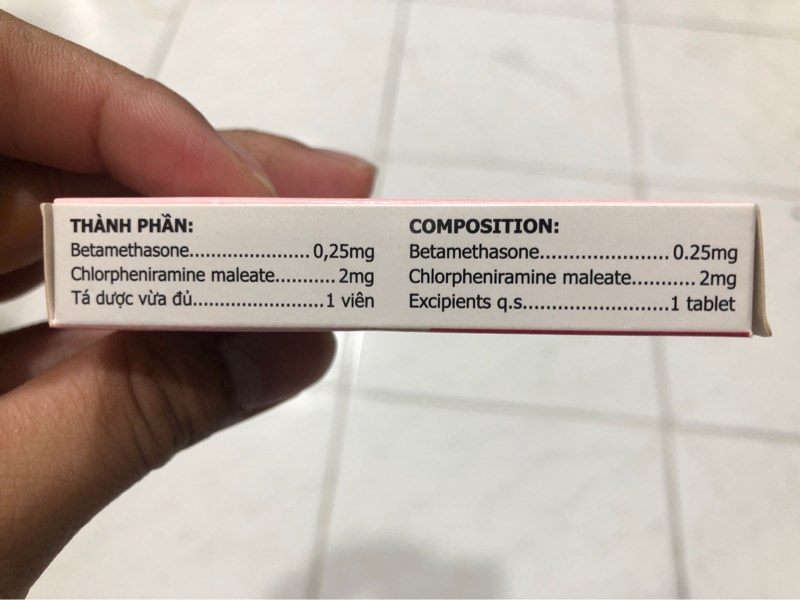 THÀNH PHẦN:
Betamethasone......................0,25mg
Chlorpheniramine maleate...........2mg
Tá dược vừa đủ........................1 viên
COMPOSITION:
Betamethasone........................0.25mg
Chlorpheniramine maleate...........2mg
Excipients q.s..........................1 tablet